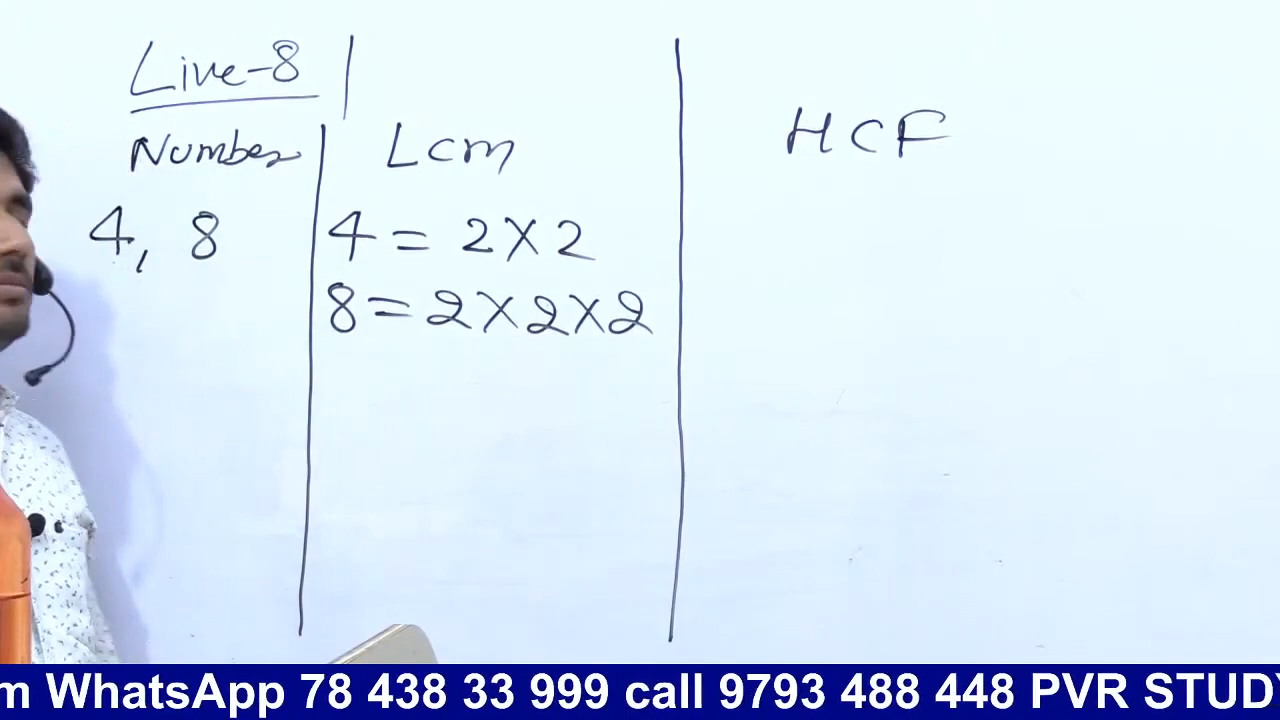 Live-8
Number Lcm HCF
4, 8 4 = 2X2
8=2X2X2
m WhatsApp 78 438 33 999 call 9793 488 448 PVR STUDY